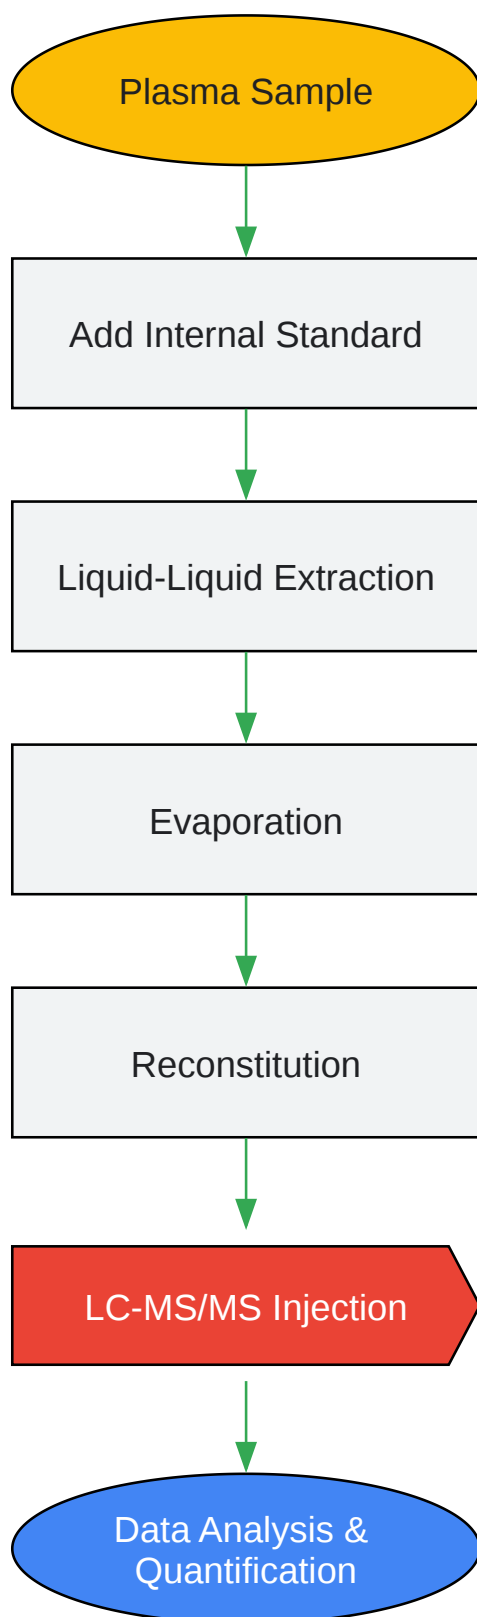 Plasma Sample
Add Internal Standard
Liquid-Liquid Extraction
Evaporation
Reconstitution
LC-MS/MS Injection
Data Analysis &
Quantification